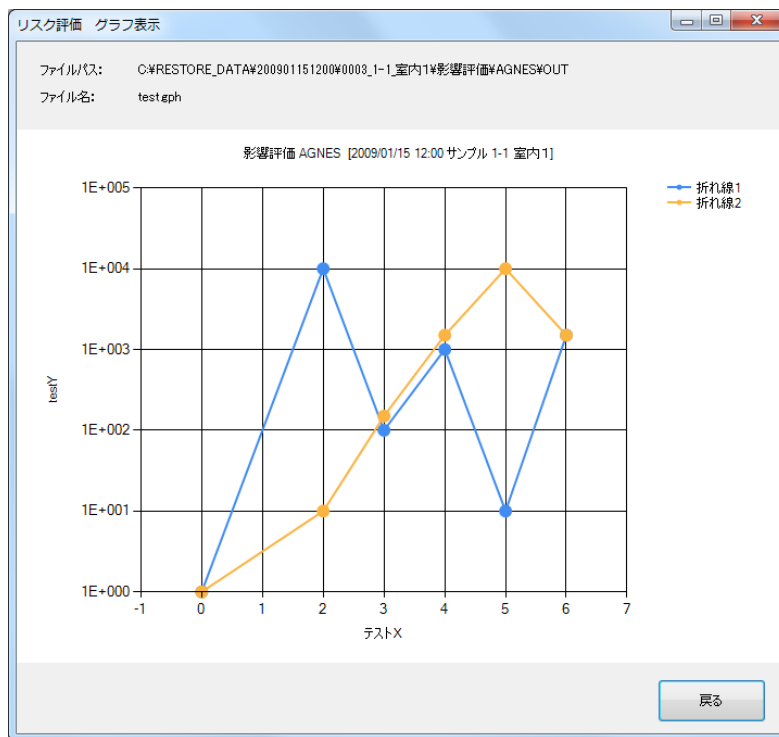 リスク評価 グラフ表示
ファイルパス: C:¥RESTORE_DATA¥200901151200¥0003_1-1_室内1¥影響評価¥AGNES¥OUT
ファイル名: test.gph
影響評価 AGNES [2009/01/15 12:00 サンプル 1-1 室内1]
1E+005
1E+004
1E+003
1E+002
1E+001
1E+000
testY
-1 0 1 2 3 4 5 6 7
テストX
折れ線1
折れ線2
戻る